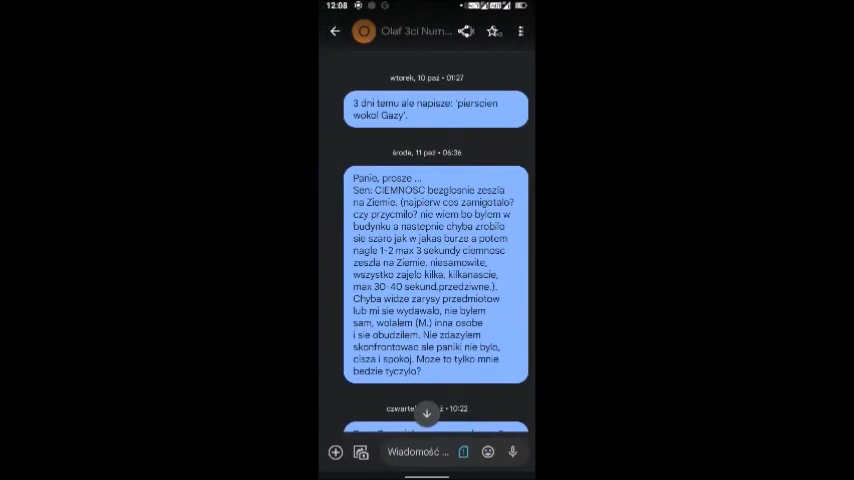 12:08
Olaf 3ci Num...
wtorek, 10 paź • 01:27
3 dni temu ale napisze: 'pierscien
wokol Gazy'.
środe, 11 paź • 06:36
Panie, prosze ...
Sen: CIEMNOSC bezglosnie zeszla
na Ziemie. (najpierw cos zamigotalo?
czy przycmilo? nie wiem bo bylem w
budynku a nastepnie chyba zrobilo
sie szaro jak w jakas burze a potem
nagle 1-2 max 3 sekundy ciemnosc
zeszla na Ziemie, niesamowite,
wszystko zajelo kilka, kilkanascie,
max 30-40 sekund.przedziwne.).
Chyba widze zarysy przedmiotow
lub mi sie wydawalo, nie bylem
sam, wolalem (M.) inna osobe
i sie obudzilem. Nie zdazylem
skonfrontowac ale paniki nie bylo,
cisza i spokoj. Moze to tylko mnie
bedzie tyczylo?
10:22
Wiadomość ...